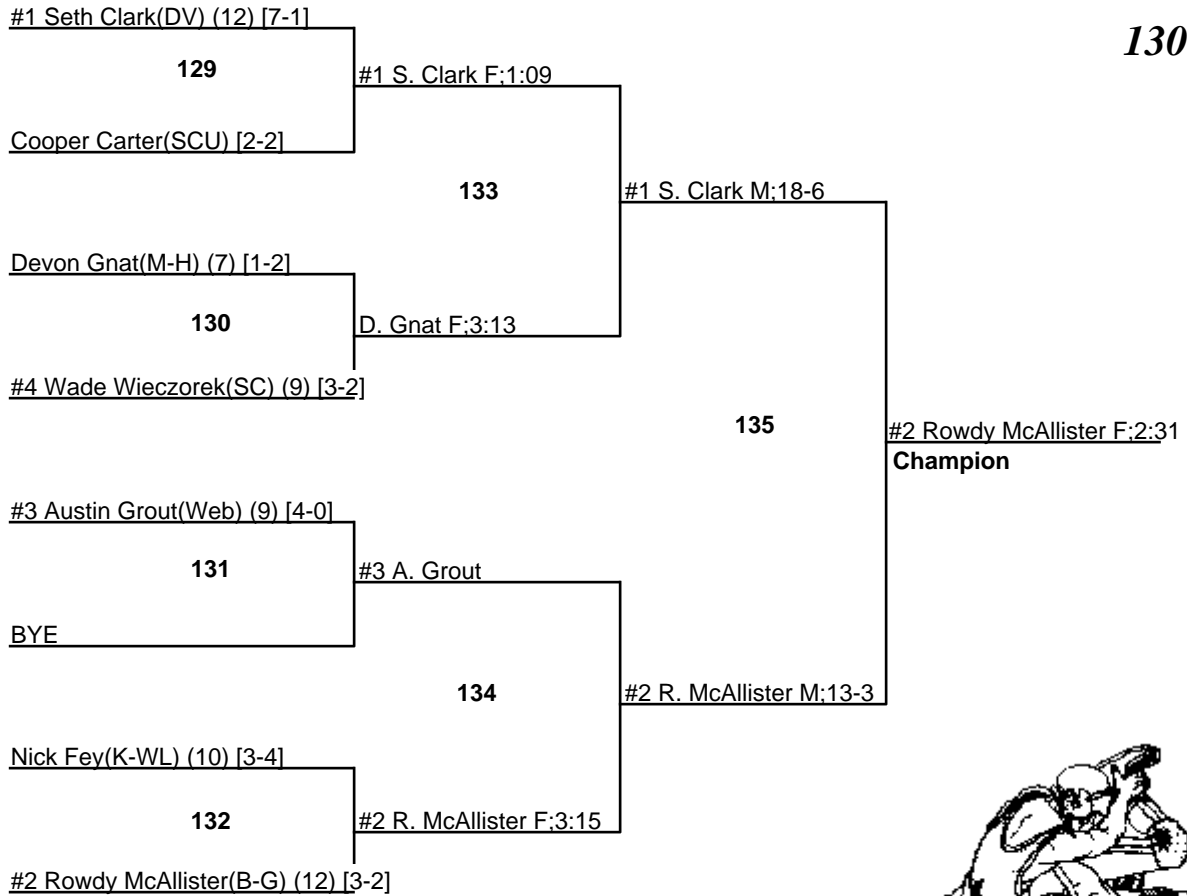 #1 Seth Clark(DV) (12) [7-1]
130
129
#1 S. Clark F;1:09
Cooper Carter(SCU) [2-2]
133
#1 S. Clark M;18-6
Devon Gnat(M-H) (7) [1-2]
130
D. Gnat F;3:13
#4 Wade Wieczorek(SC) (9) [3-2]
135
#2 Rowdy McAllister F;2:31
Champion
#3 Austin Grout(Web) (9) [4-0]
131
#3 A. Grout
BYE
134
#2 R. McAllister M;13-3
Nick Fey(K-WL) (10) [3-4]
132
#2 R. McAllister F;3:15
#2 Rowdy McAllister(B-G) (12) [3-2]